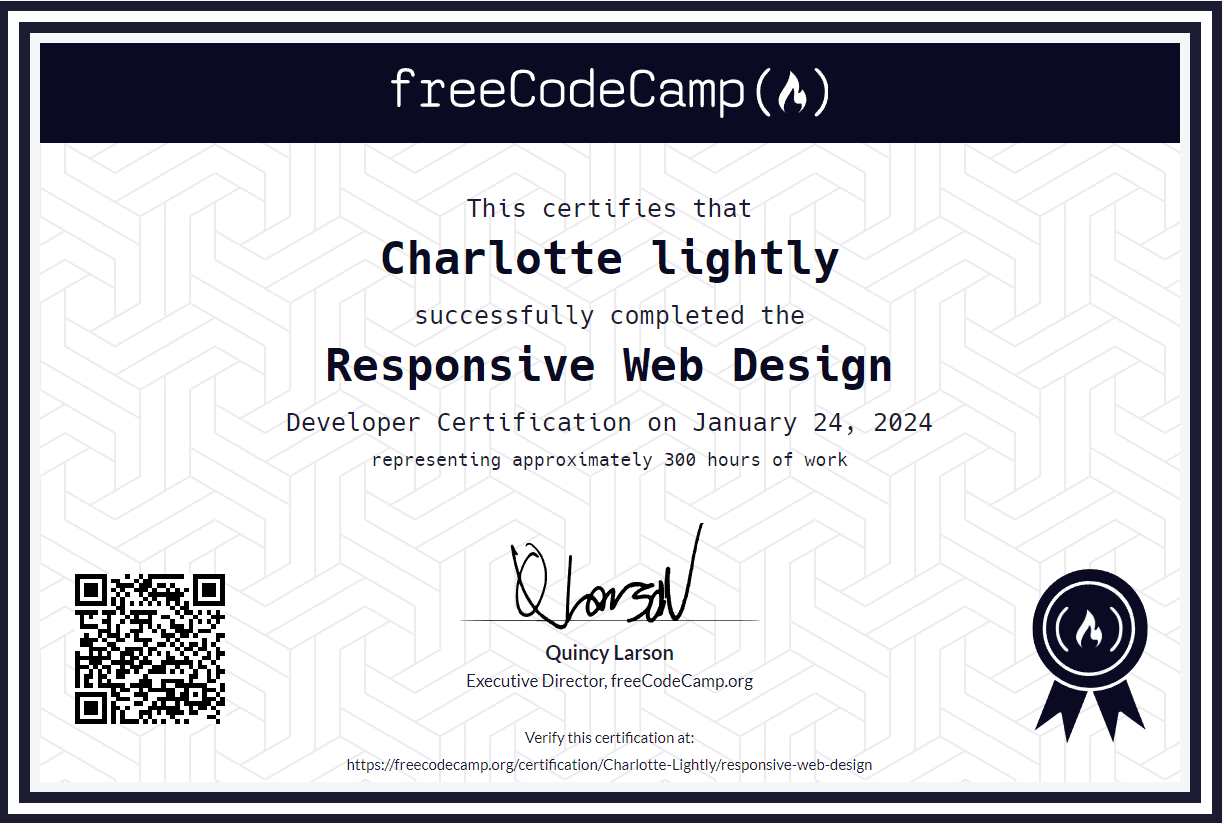 freeCodeCamp
This certifies that
Charlotte lightly
successfully completed the
Responsive Web Design
Developer Certification on January 24, 2024
representing approximately 300 hours of work
Q Larson
Quincy Larson
Executive Director, freeCodeCamp.org
Verify this certification at:
https://freecodecamp.org/certification/Charlotte-Lightly/responsive-web-design